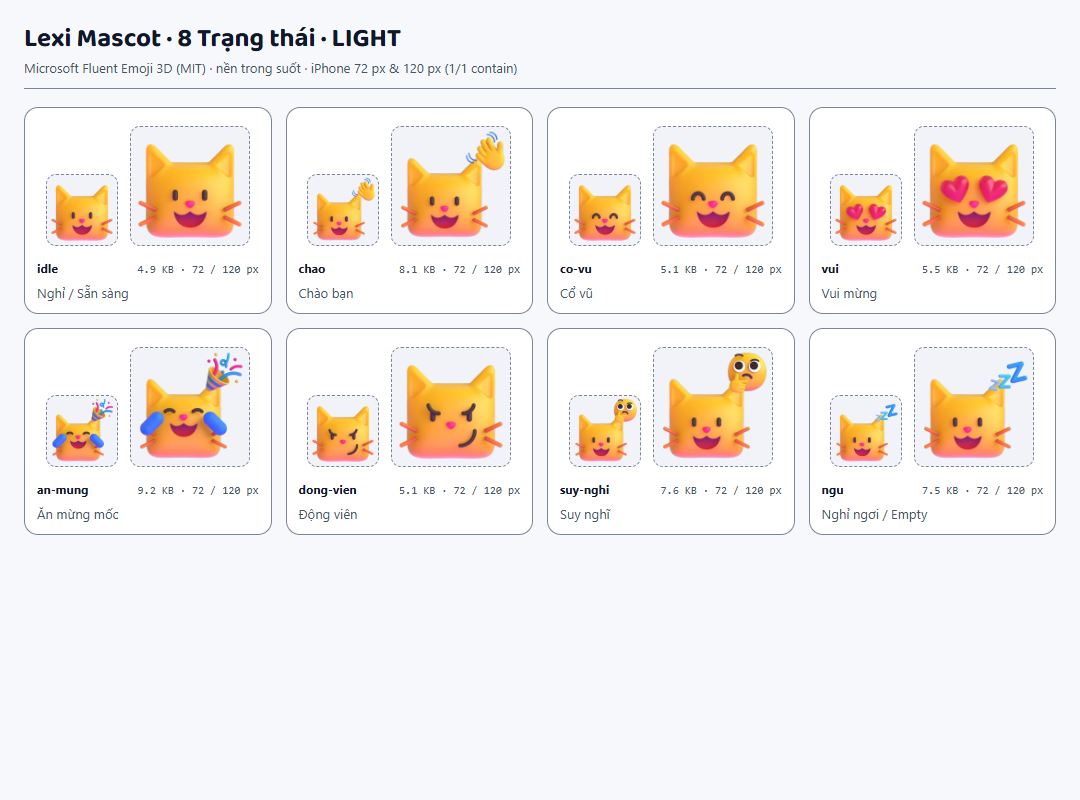 Lexi Mascot · 8 Trạng thái · LIGHT
Microsoft Fluent Emoji 3D (MIT) · nền trong suốt · iPhone 72 px & 120 px (1/1 contain)
idle 4.9 KB · 72 / 120 px
Nghỉ / Sẵn sàng
chao 8.1 KB · 72 / 120 px
Chào bạn
co-vu 5.1 KB · 72 / 120 px
Cổ vũ
vui 5.5 KB · 72 / 120 px
Vui mừng
an-mung 9.2 KB · 72 / 120 px
Ăn mừng mốc
dong-vien 5.1 KB · 72 / 120 px
Động viên
suy-nghi 7.6 KB · 72 / 120 px
Suy nghĩ
ngu 7.5 KB · 72 / 120 px
Nghỉ ngơi / Empty